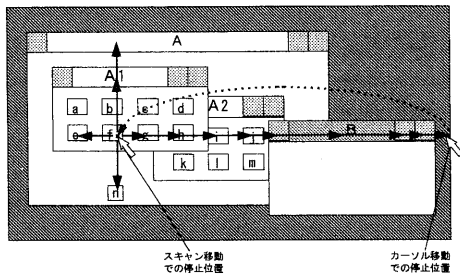 A
A1
a b c d
A2
e f g h i j
B
k l m
n
スキャン移動
での停止位置
カーソル移動
での停止位置